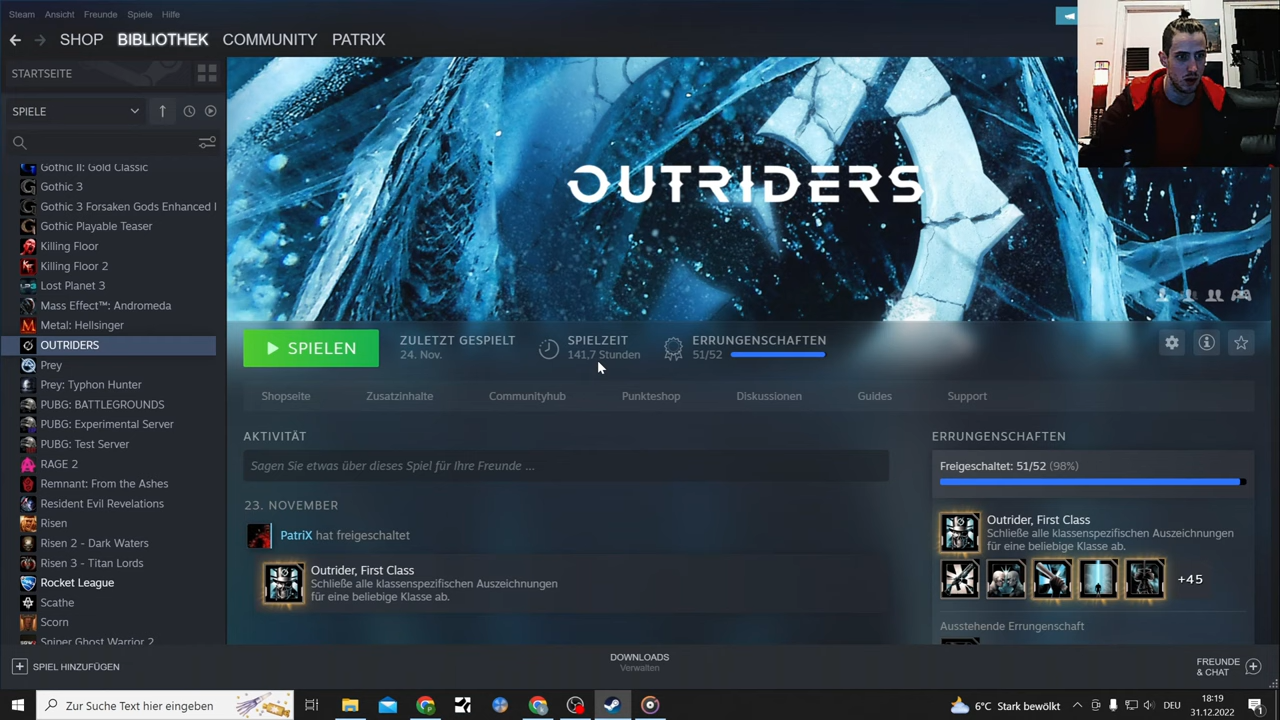 Steam Ansicht Freunde Spiele Hilfe
SHOP BIBLIOTHEK COMMUNITY PATRIX
STARTSEITE
SPIELE
Gothic II: Gold Classic
Gothic 3
Gothic 3 Forsaken Gods Enhanced
Gothic Playable Teaser
Killing Floor
Killing Floor 2
Lost Planet 3
Mass Effect™: Andromeda
Metal: Hellsinger
OUTRIDERS
Prey
Prey: Typhon Hunter
PUBG: BATTLEGROUNDS
PUBG: Experimental Server
PUBG: Test Server
RAGE 2
Remnant: From the Ashes
Resident Evil Revelations
Risen
Risen 2 - Dark Waters
Risen 3 - Titan Lords
Rocket League
Scathe
Scorn
Sniper Ghost Warrior 2
SPIEL HINZUFÜGEN
OUTRIDERS
SPIELEN
ZULETZT GESPIELT
24. Nov.
SPIELZEIT
141,7 Stunden
ERRUNGENSCHAFTEN
51/52
Shopseite Zusatzinhalte Communityhub Punkteshop Diskussionen Guides Support
AKTIVITÄT
Sagen Sie etwas über dieses Spiel für Ihre Freunde ...
23. NOVEMBER
PatriX hat freigeschaltet
Outrider, First Class
Schließe alle klassenspezifischen Auszeichnungen
für eine beliebige Klasse ab.
ERRUNGENSCHAFTEN
Freigeschaltet: 51/52 (98%)
Outrider, First Class
Schließe alle klassenspezifischen Auszeichnungen
für eine beliebige Klasse ab.
+45
Ausstehende Errungenschaft
DOWNLOADS
Verwalten
FREUNDE
& CHAT
Zur Suche Text hier eingeben
6°C Stark bewölkt
DEU
18:19
31.12.2022
1